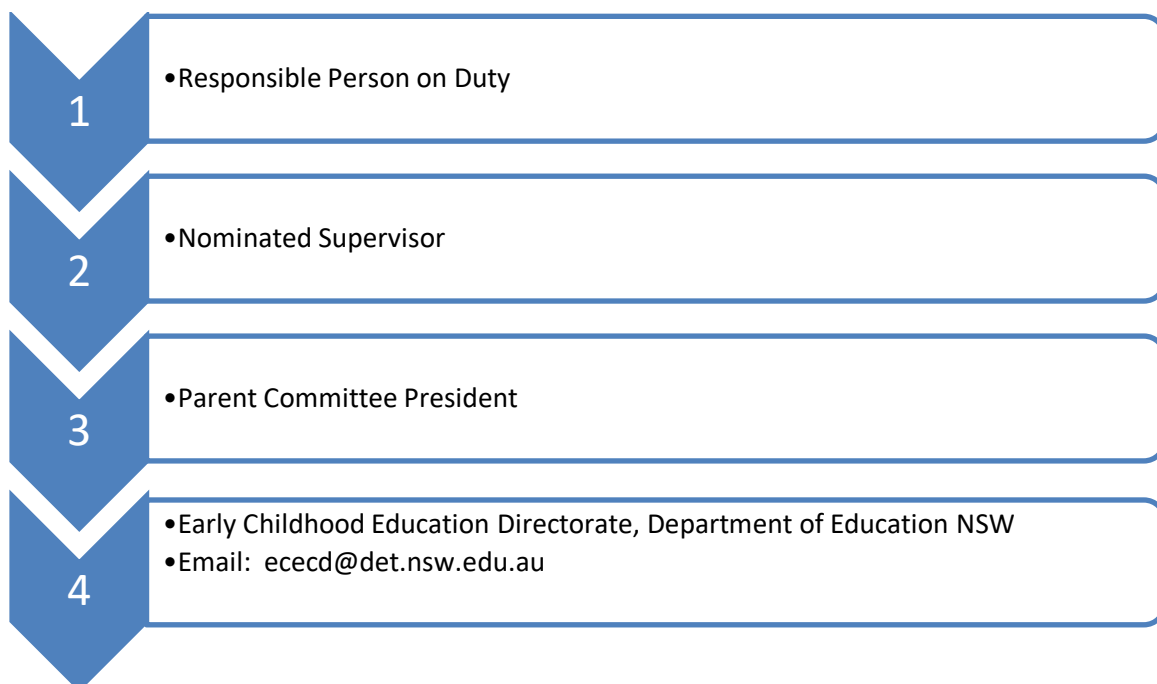 1
•Responsible Person on Duty
2
•Nominated Supervisor
3
•Parent Committee President
4
•Early Childhood Education Directorate, Department of Education NSW
•Email:  ececd@det.nsw.edu.au